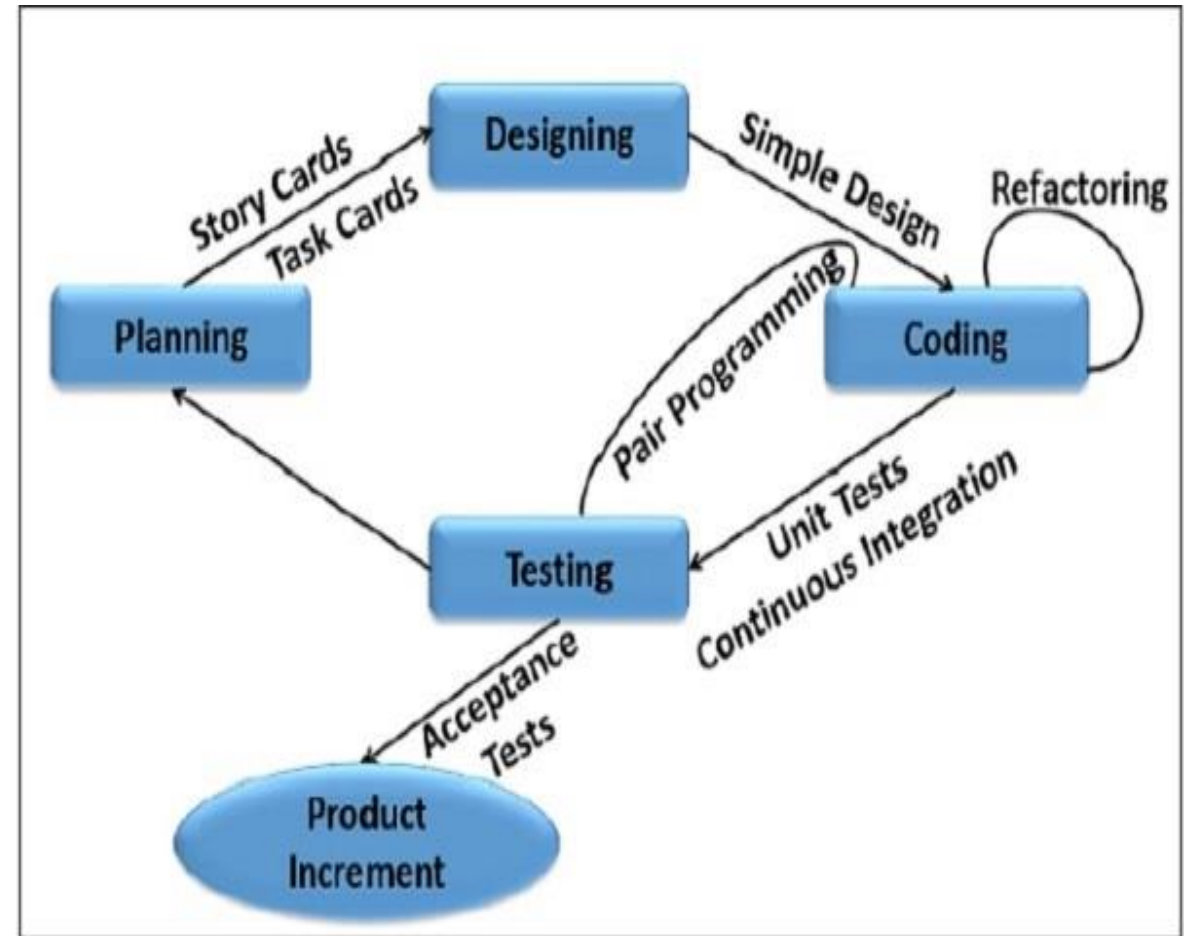 Designing
Simple Design
Refactoring
Story Cards
Task Cards
Planning
Pair Programming
Coding
Unit Tests
Continuous Integration
Testing
Acceptance
Tests
Product
Increment